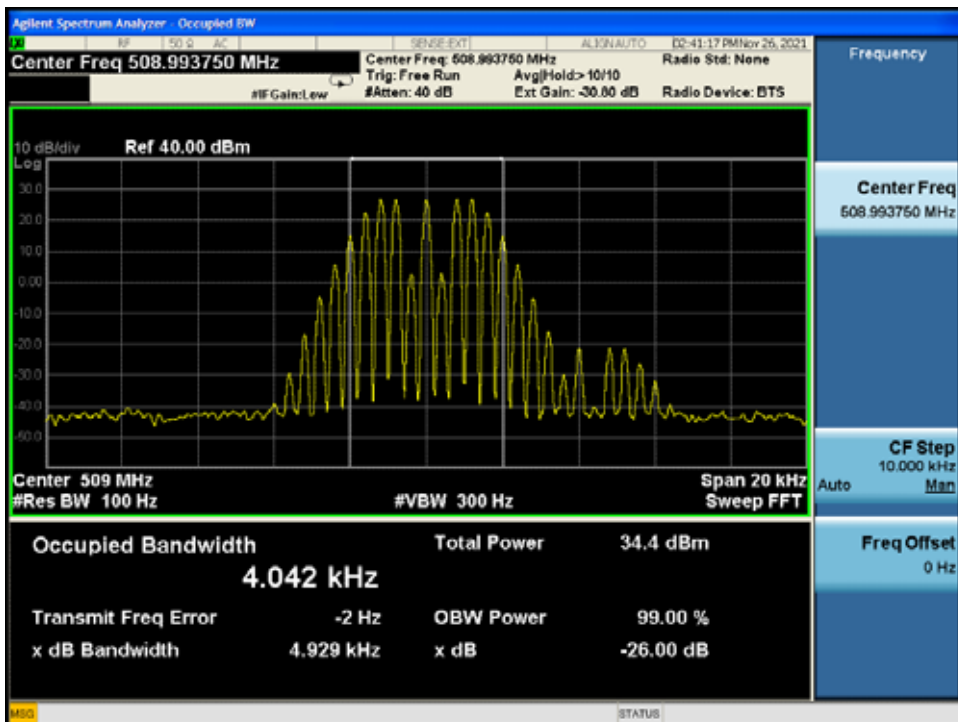 Agilent Spectrum Analyzer - Occupied BW
RF 50 Ω AC SENSE:EXT ALIGNAUTO 02:41:17 PM Nov 26, 2021
Center Freq 508.993750 MHz
Center Freq: 508.993750 MHz Radio Std: None
Trig: Free Run Avg|Hold:> 10/10
#IFGain:Low #Atten: 40 dB Ext Gain: -30.80 dB Radio Device: BTS
10 dB/div Ref 40.00 dBm
Log
30.0
20.0
10.0
0.00
-10.0
-20.0
-30.0
-40.0
-50.0
Center 509 MHz Span 20 kHz
#Res BW 100 Hz #VBW 300 Hz Sweep FFT
Occupied Bandwidth Total Power 34.4 dBm
4.042 kHz
Transmit Freq Error -2 Hz OBW Power 99.00 %
x dB Bandwidth 4.929 kHz x dB -26.00 dB
MSG STATUS
Frequency
Center Freq
508.993750 MHz
CF Step
10.000 kHz
Auto Man
Freq Offset
0 Hz